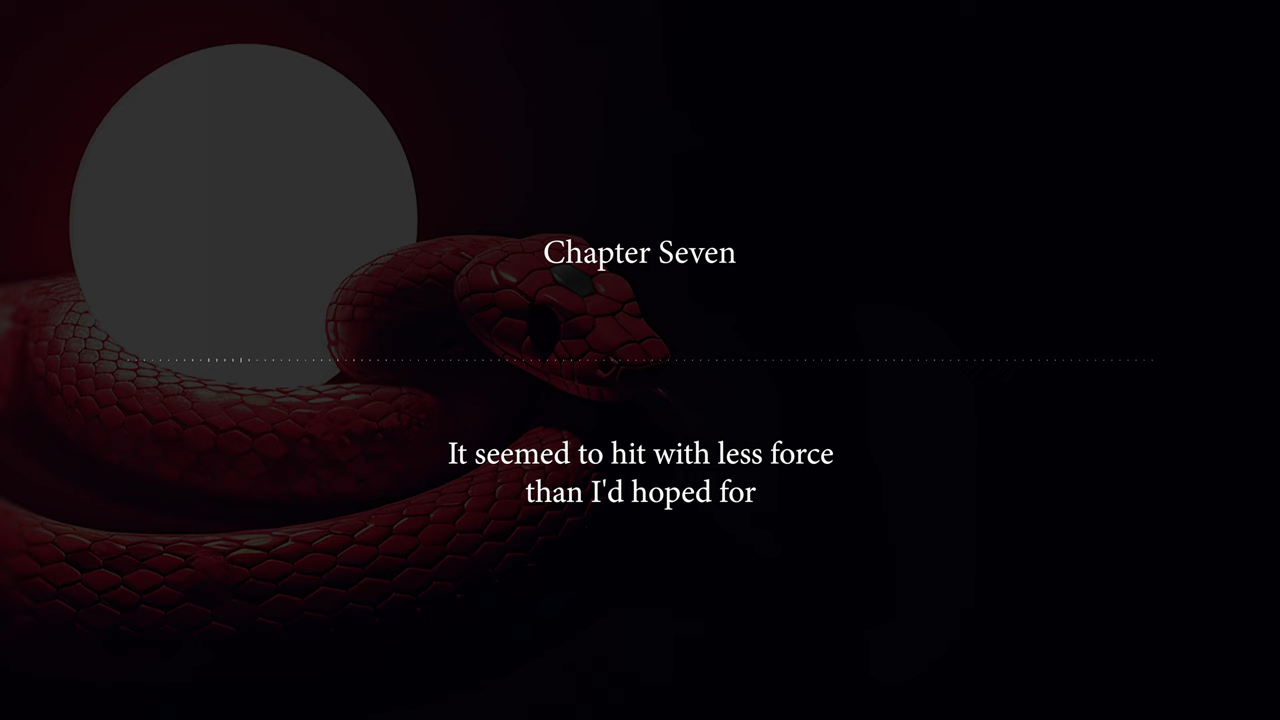 Chapter Seven
It seemed to hit with less force
than I'd hoped for